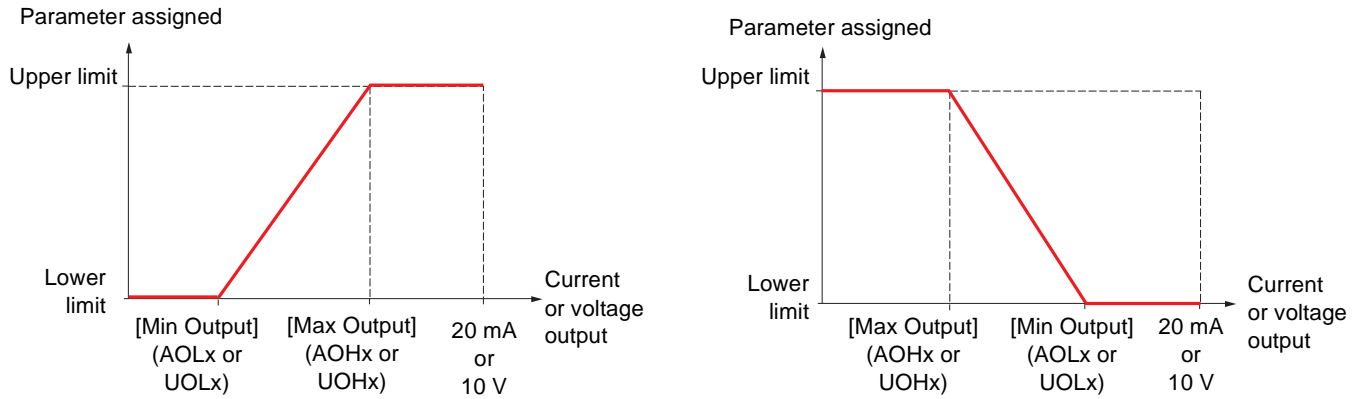 Parameter assigned
Upper limit
Lower
limit
[Min Output]
(AOLx or
UOLx)
[Max Output]
(AOHx or
UOHx)
20 mA
or
10 V
Current
or voltage
output
Parameter assigned
Upper limit
Lower
limit
[Max Output]
(AOHx or
UOHx)
[Min Output]
(AOLx or
UOLx)
20 mA
or
10 V
Current
or voltage
output